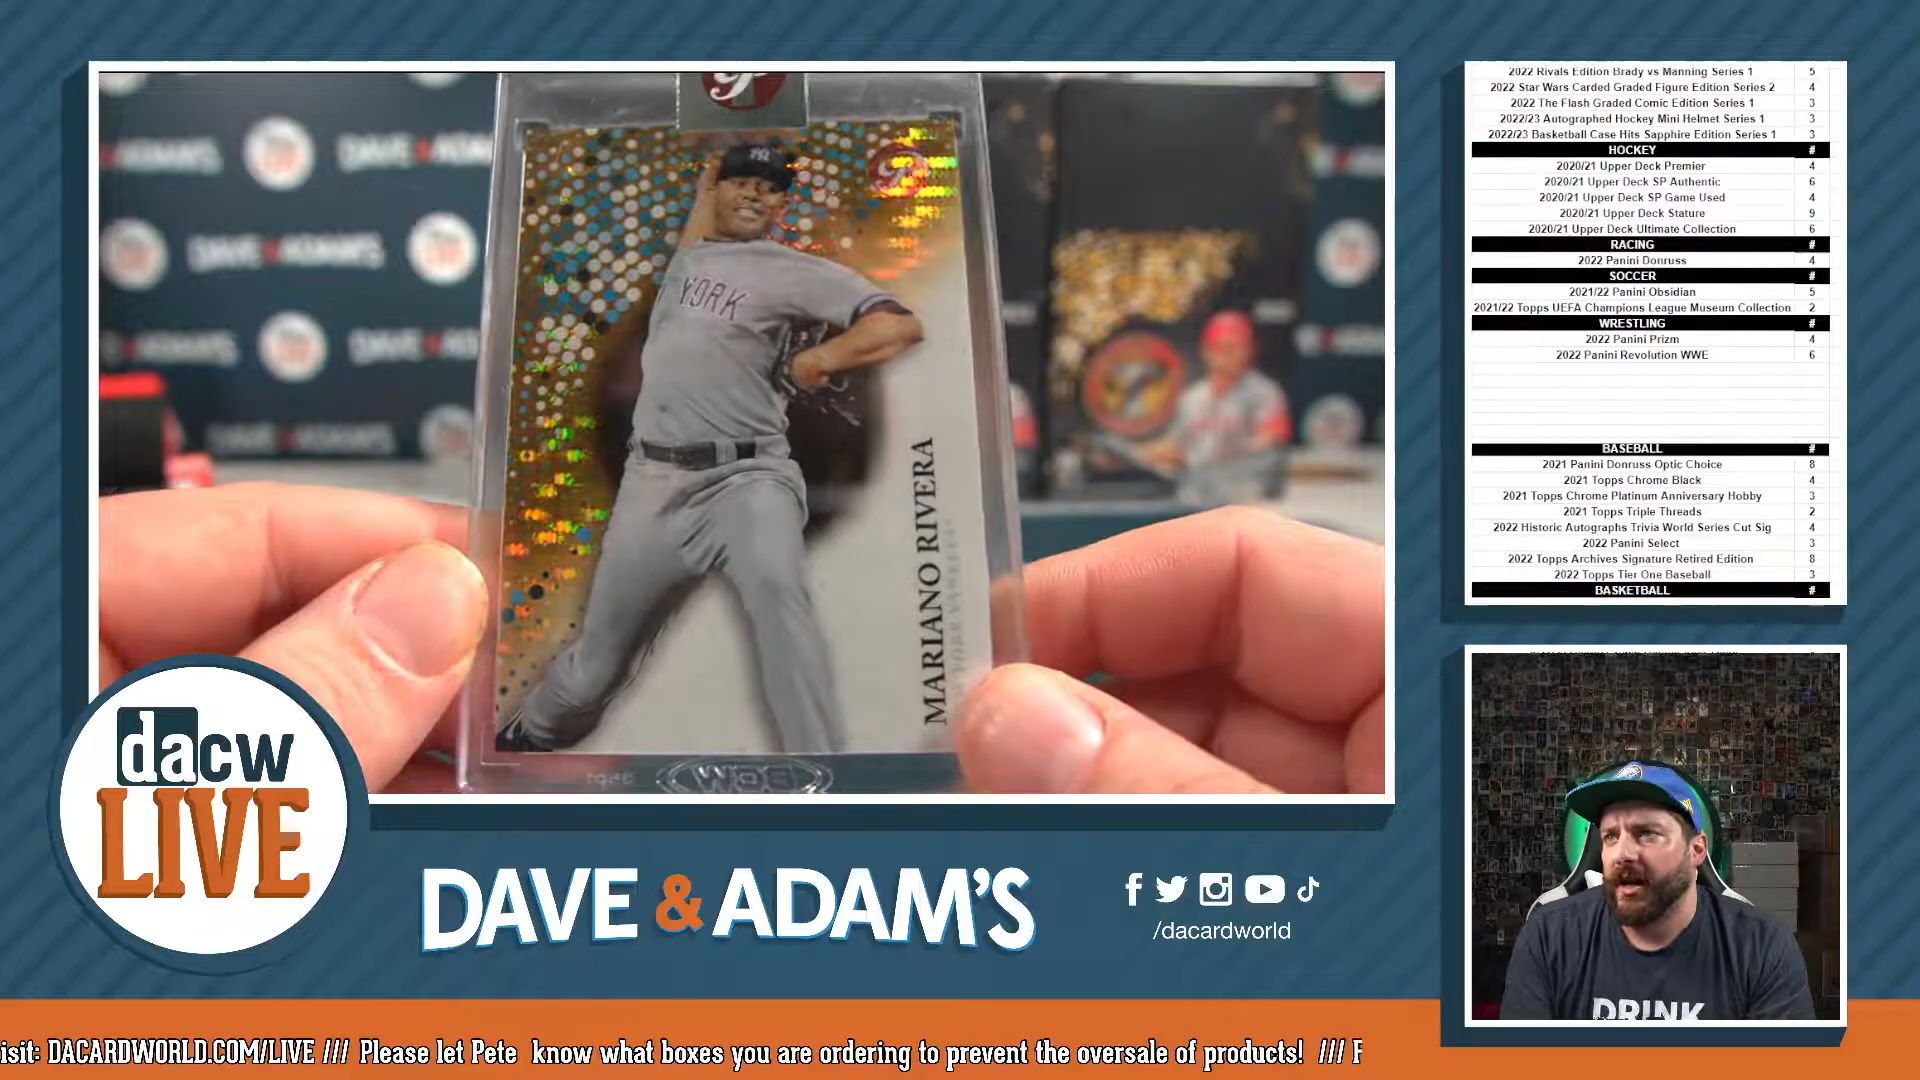 YORK
MARIANO RIVERA
DAVE & ADAM'S
2022 Rivals Edition Brady vs Manning Series 1 5
2022 Star Wars Carded Graded Figure Edition Series 2 4
2022 The Flash Graded Comic Edition Series 1 3
2022/23 Autographed Hockey Mini Helmet Series 1 3
2022/23 Basketball Case Hits Sapphire Edition Series 1 3
HOCKEY #
2020/21 Upper Deck Premier 4
2020/21 Upper Deck SP Authentic 6
2020/21 Upper Deck SP Game Used 4
2020/21 Upper Deck Stature 9
2020/21 Upper Deck Ultimate Collection 6
RACING #
2022 Panini Donruss 4
SOCCER #
2021/22 Panini Obsidian 5
2021/22 Topps UEFA Champions League Museum Collection 2
WRESTLING #
2022 Panini Prizm 4
2022 Panini Revolution WWE 6
BASEBALL #
2021 Panini Donruss Optic Choice 8
2021 Topps Chrome Black 4
2021 Topps Chrome Platinum Anniversary Hobby 3
2021 Topps Triple Threads 2
2022 Historic Autographs Trivia World Series Cut Sig 4
2022 Panini Select 3
2022 Topps Archives Signature Retired Edition 8
2022 Topps Tier One Baseball 3
BASKETBALL #
dacw
LIVE
/dacardworld
DRINK
isit: DACARDWORLD.COM/LIVE /// Please let Pete know what boxes you are ordering to prevent the oversale of products! /// F